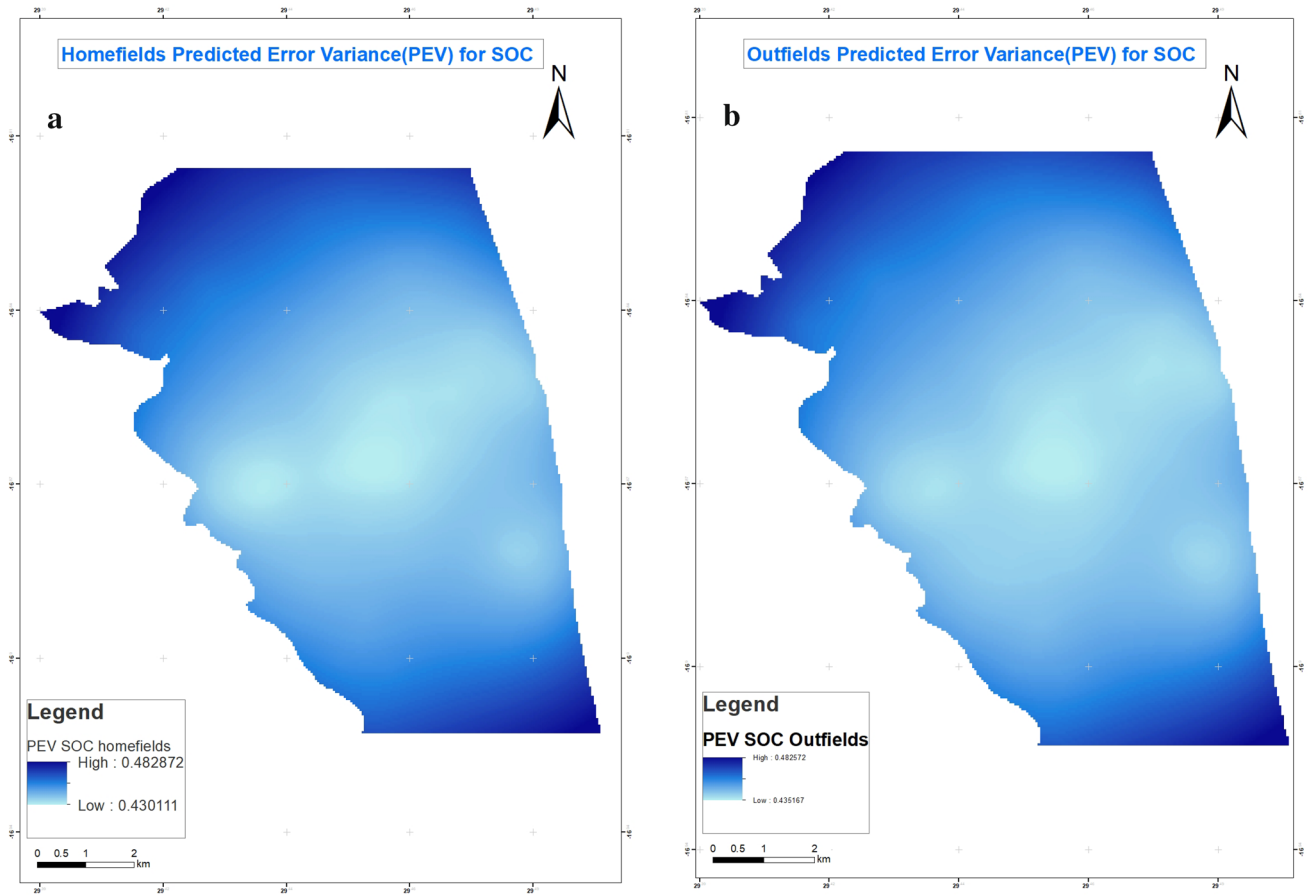 Homefields Predicted Error Variance(PEV) for SOC
N
a
Legend
PEV SOC homefields
High : 0.482872
Low : 0.430111
0 0.5 1 2
km
Outfields Predicted Error Variance(PEV) for SOC
N
b
Legend
PEV SOC Outfields
High : 0.482572
Low : 0.435167
0 0.5 1 2
km